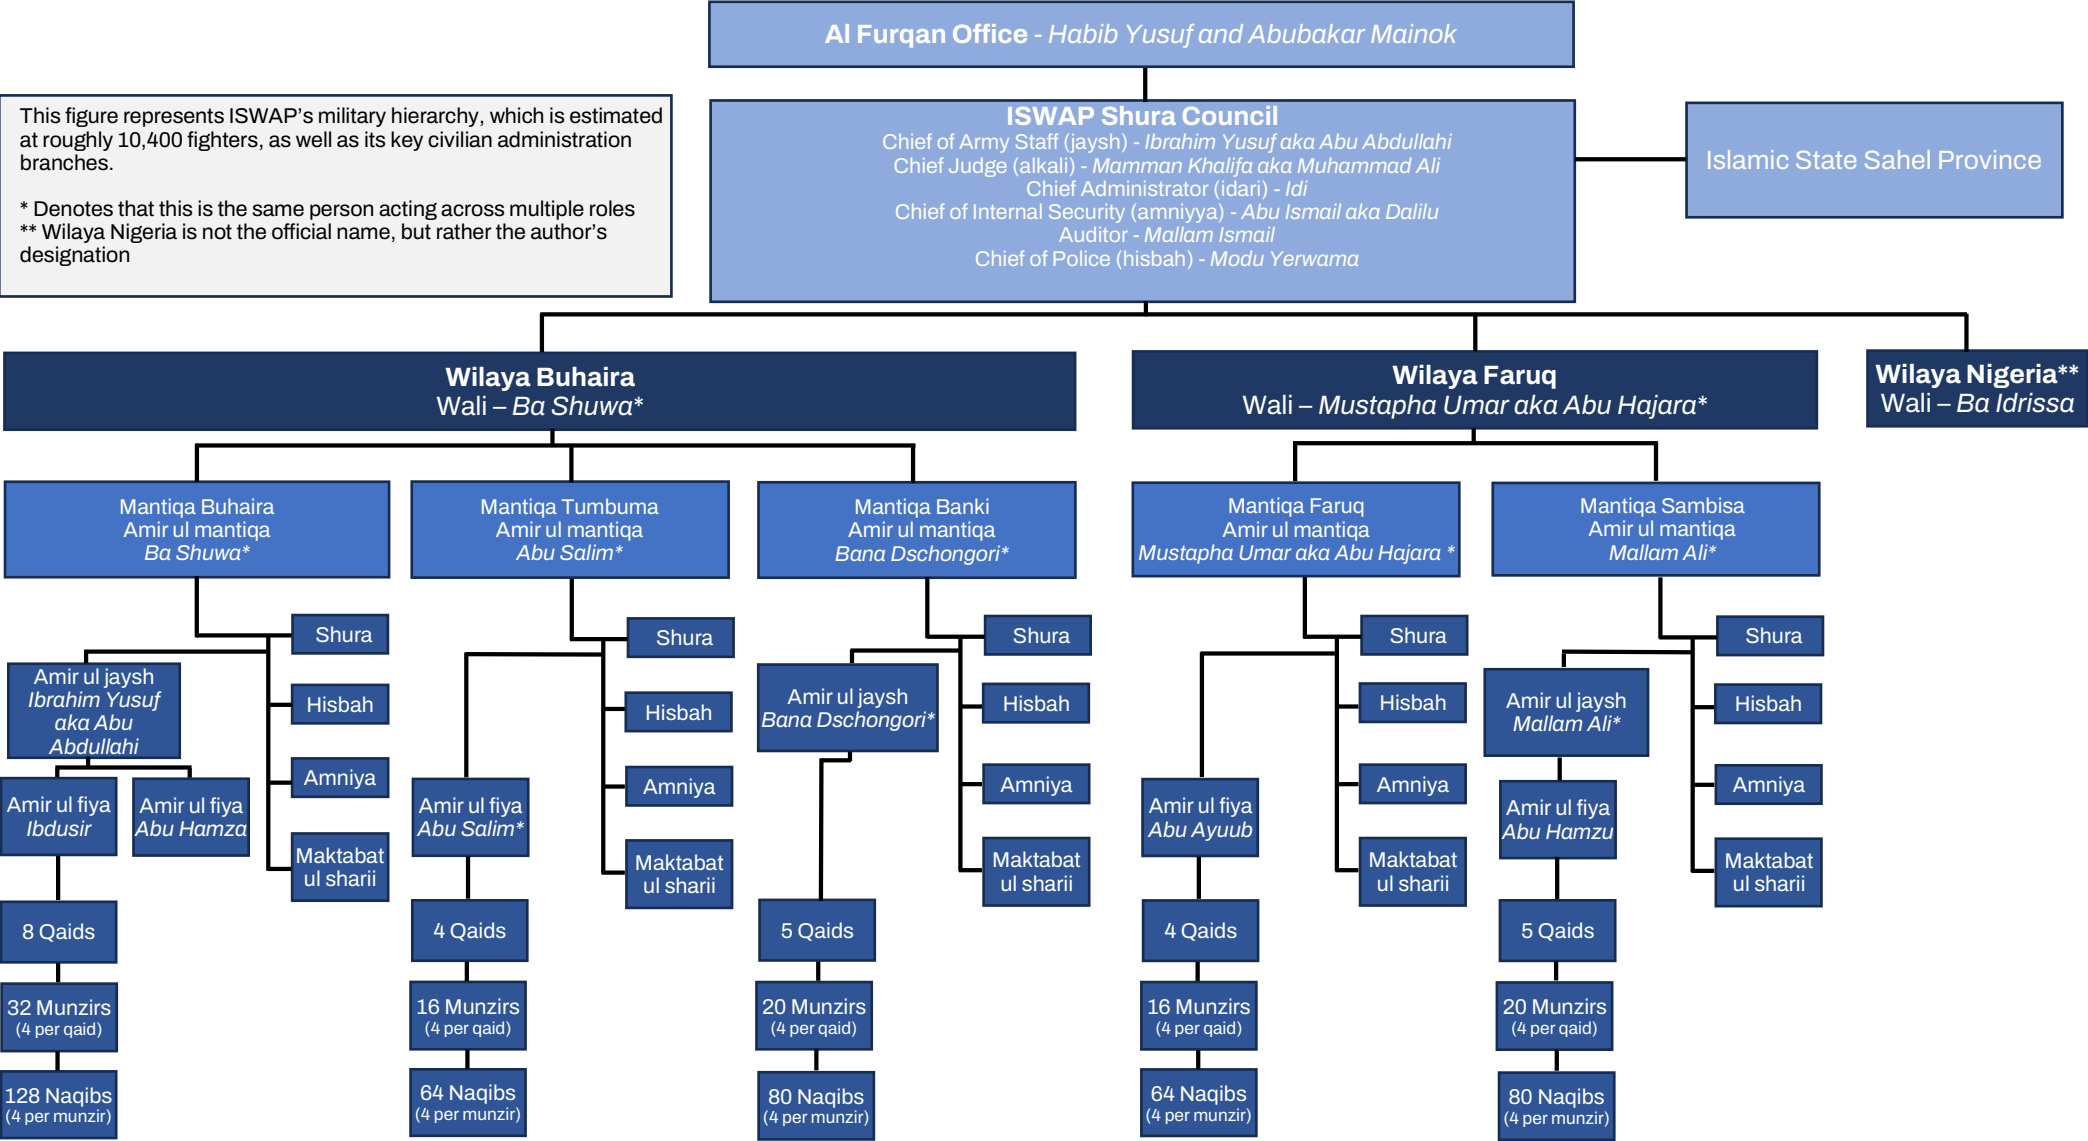 Al Furqan Office - Habib Yusuf and Abubakar Mainok
This figure represents ISWAP's military hierarchy, which is estimated
at roughly 10,400 fighters, as well as its key civilian administration
branches.
* Denotes that this is the same person acting across multiple roles
** Wilaya Nigeria is not the official name, but rather the author's
designation
ISWAP Shura Council
Chief of Army Staff (jaysh) - Ibrahim Yusuf aka Abu Abdullahi
Chief Judge (alkali) - Mamman Khalifa aka Muhammad Ali
Chief Administrator (idari) - Idi
Chief of Internal Security (amniyya) - Abu Ismail aka Dalilu
Auditor - Mallam Ismail
Chief of Police (hisbah) - Modu Yerwama
Islamic State Sahel Province
Wilaya Buhaira
Wali – Ba Shuwa*
Wilaya Faruq
Wali – Mustapha Umar aka Abu Hajara*
Wilaya Nigeria**
Wali – Ba Idrissa
Mantiqa Buhaira
Amir ul mantiqa
Ba Shuwa*
Mantiqa Tumbuma
Amir ul mantiqa
Abu Salim*
Mantiqa Banki
Amir ul mantiqa
Bana Dschongori*
Mantiqa Faruq
Amir ul mantiqa
Mustapha Umar aka Abu Hajara *
Mantiqa Sambisa
Amir ul mantiqa
Mallam Ali*
Shura
Hisbah
Amniya
Maktabat
ul sharii
Amir ul jaysh
Ibrahim Yusuf
aka Abu
Abdullahi
Amir ul fiya
Ibdusir
Amir ul fiya
Abu Hamza
8 Qaids
32 Munzirs
(4 per qaid)
128 Naqibs
(4 per munzir)
Shura
Hisbah
Amniya
Maktabat
ul sharii
Amir ul fiya
Abu Salim*
4 Qaids
16 Munzirs
(4 per qaid)
64 Naqibs
(4 per munzir)
Shura
Hisbah
Amniya
Maktabat
ul sharii
Amir ul jaysh
Bana Dschongori*
5 Qaids
20 Munzirs
(4 per qaid)
80 Naqibs
(4 per munzir)
Shura
Hisbah
Amniya
Maktabat
ul sharii
Amir ul fiya
Abu Ayuub
4 Qaids
16 Munzirs
(4 per qaid)
64 Naqibs
(4 per munzir)
Shura
Hisbah
Amniya
Maktabat
ul sharii
Amir ul jaysh
Mallam Ali*
Amir ul fiya
Abu Hamzu
5 Qaids
20 Munzirs
(4 per qaid)
80 Naqibs
(4 per munzir)